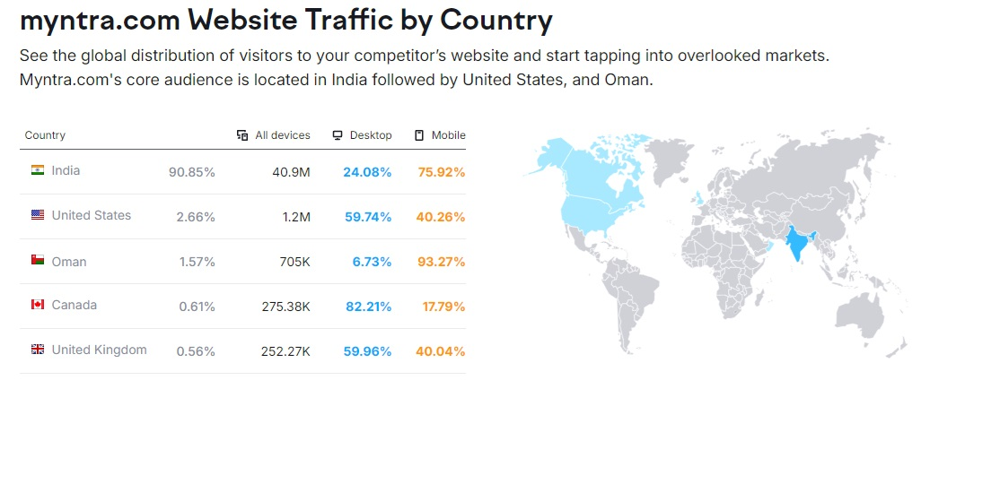 myntra.com Website Traffic by Country
See the global distribution of visitors to your competitor’s website and start tapping into overlooked markets.
Myntra.com's core audience is located in India followed by United States, and Oman.
Country All devices Desktop Mobile
India 90.85% 40.9M 24.08% 75.92%
United States 2.66% 1.2M 59.74% 40.26%
Oman 1.57% 705K 6.73% 93.27%
Canada 0.61% 275.38K 82.21% 17.79%
United Kingdom 0.56% 252.27K 59.96% 40.04%